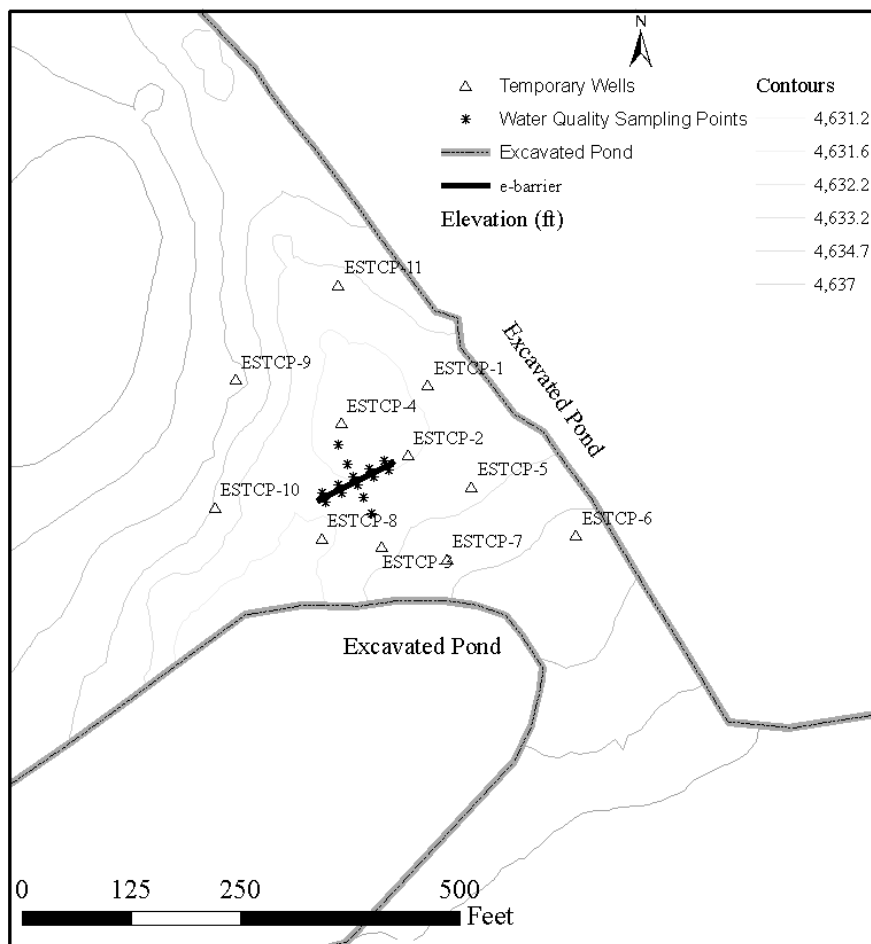 N
Temporary Wells
Water Quality Sampling Points
Excavated Pond
e-barrier
Elevation (ft)
Contours
4,631.2
4,631.6
4,632.2
4,633.2
4,634.7
4,637
ESTCP-11
Excavated Pond
ESTCP-9
ESTCP-1
ESTCP-4
ESTCP-2
ESTCP-5
ESTCP-10
ESTCP-8
ESTCP-6
ESTCP-3
ESTCP-7
Excavated Pond
0 125 250 500
Feet